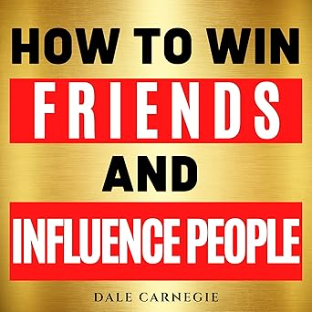 HOW TO WIN
FRIENDS
AND
INFLUENCE PEOPLE
DALE CARNEGIE